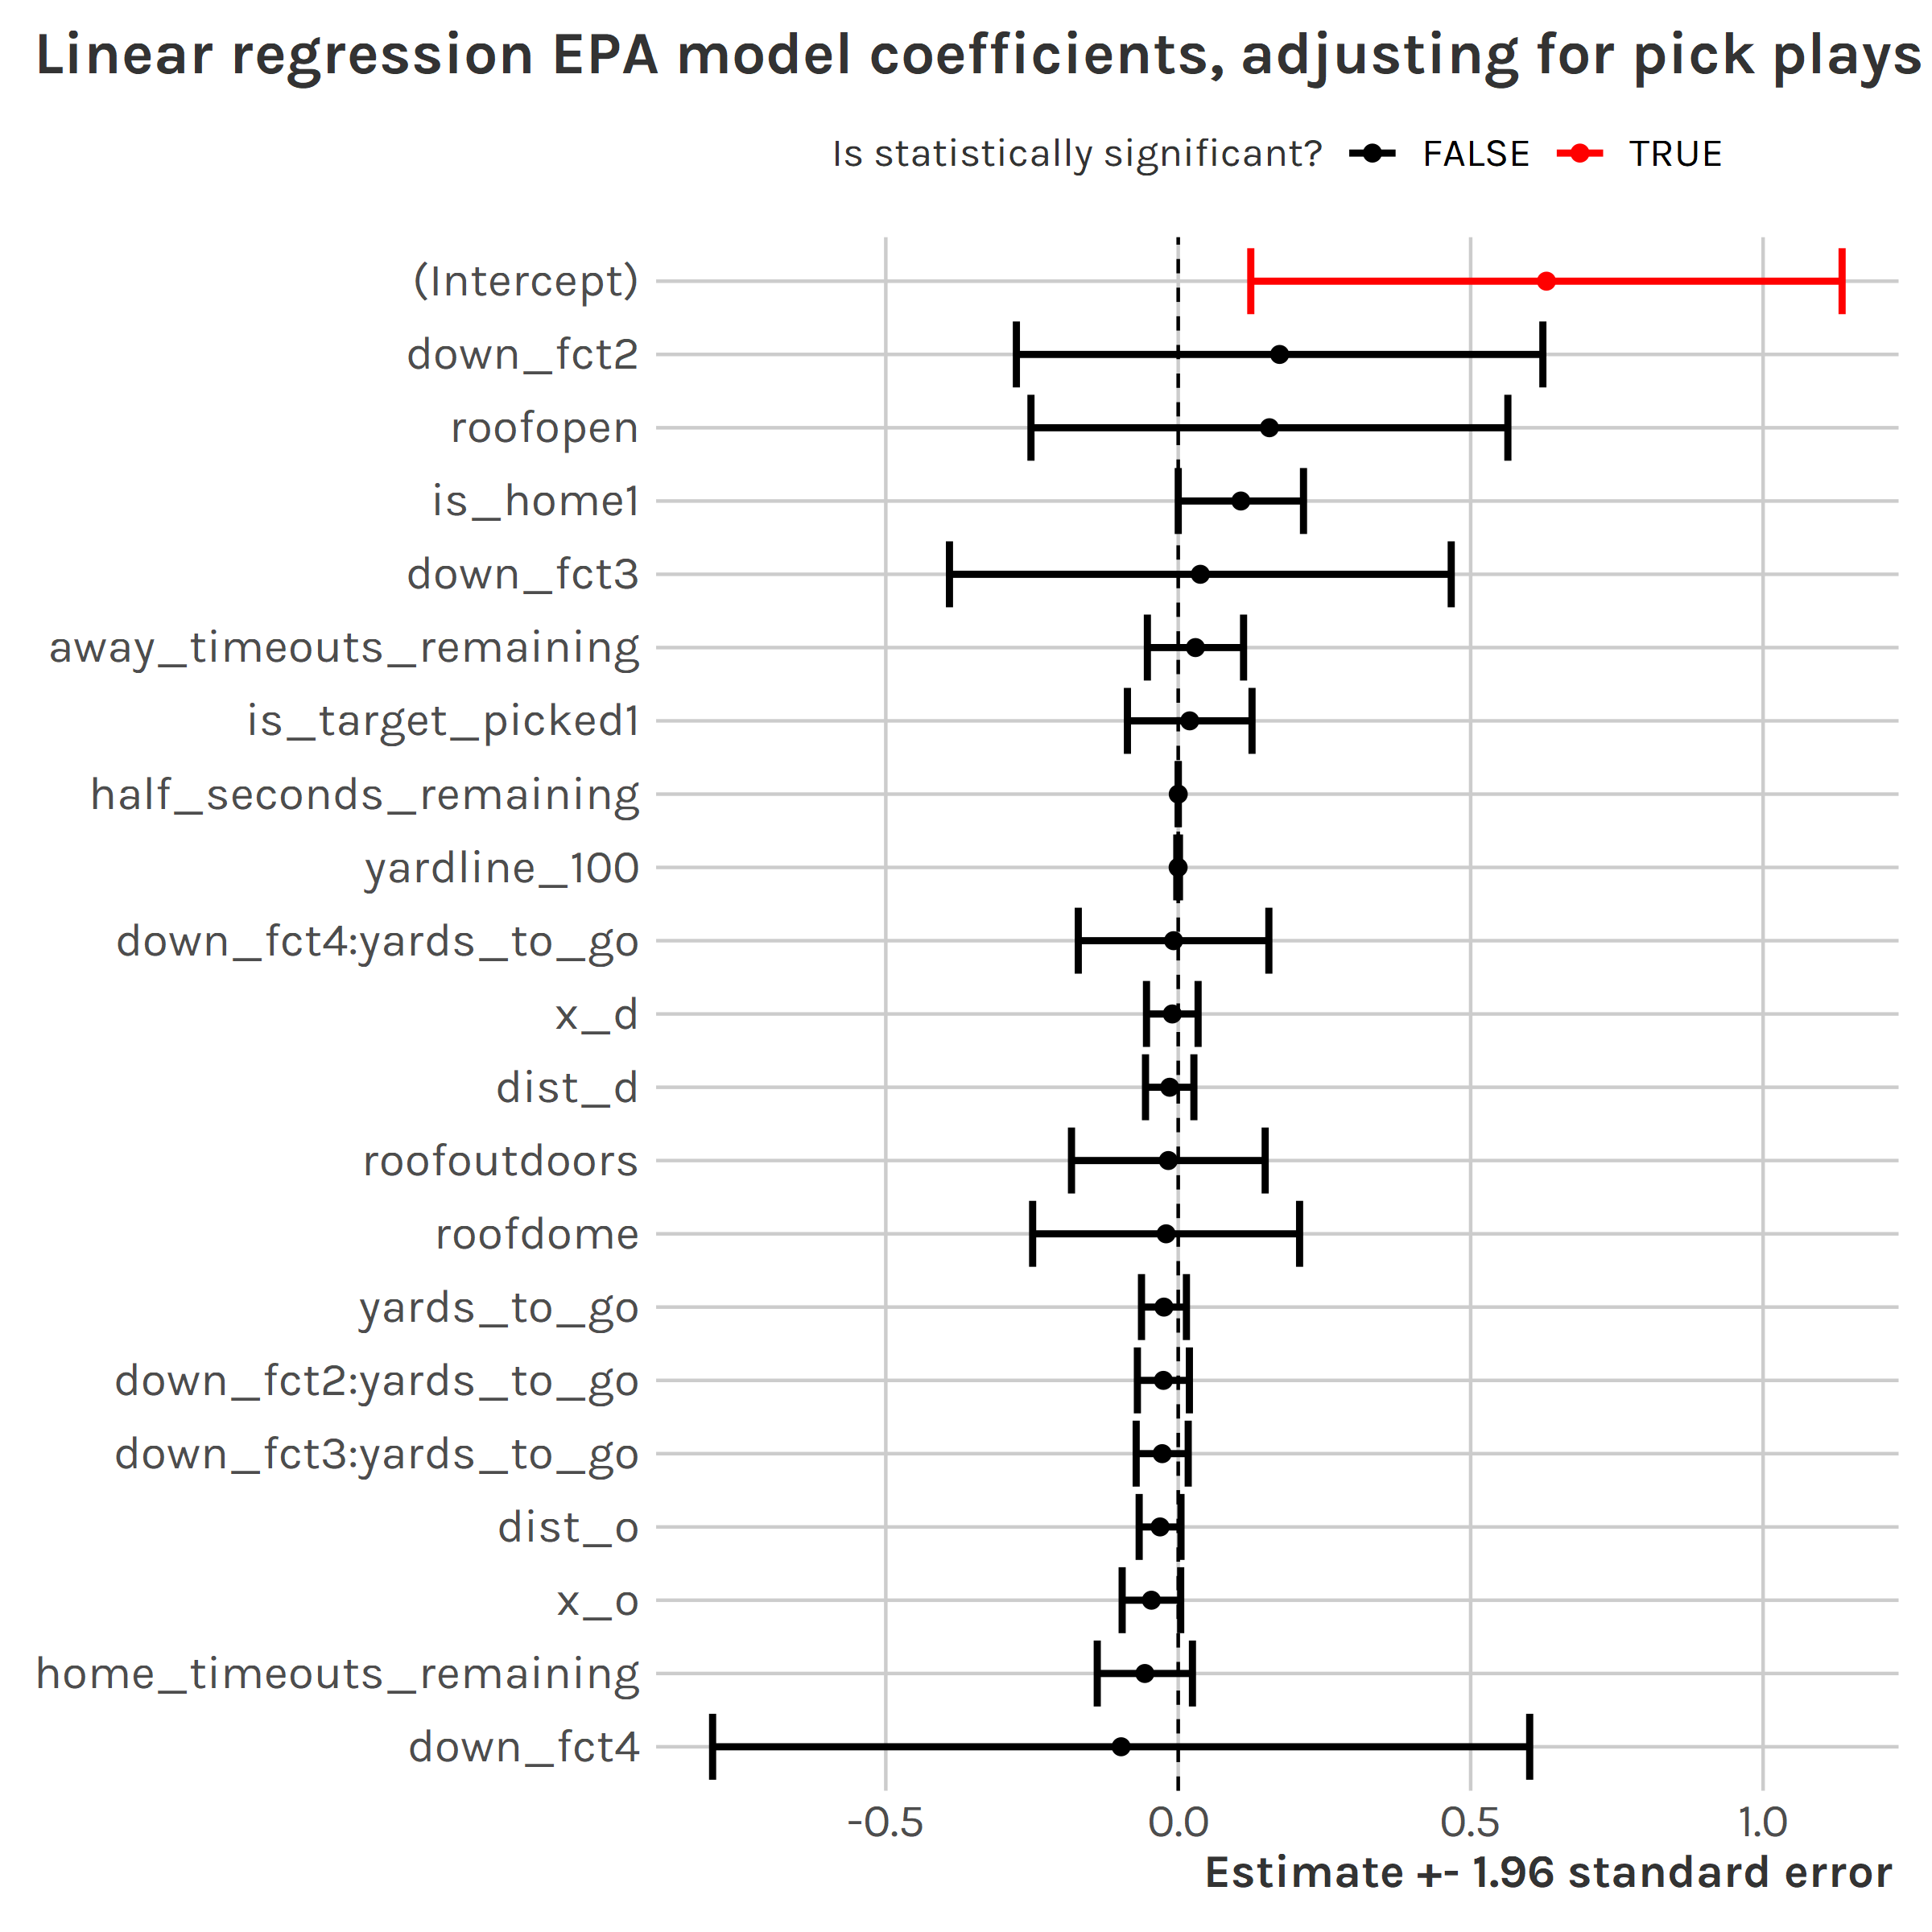 Linear regression EPA model coefficients, adjusting for pick plays
Is statistically significant? FALSE TRUE
(Intercept)
down_fct2
roofopen
is_home1
down_fct3
away_timeouts_remaining
is_target_picked1
half_seconds_remaining
yardline_100
down_fct4:yards_to_go
x_d
dist_d
roofoutdoors
roofdome
yards_to_go
down_fct2:yards_to_go
down_fct3:yards_to_go
dist_o
x_o
home_timeouts_remaining
down_fct4
-0.5 0.0 0.5 1.0
Estimate +- 1.96 standard error